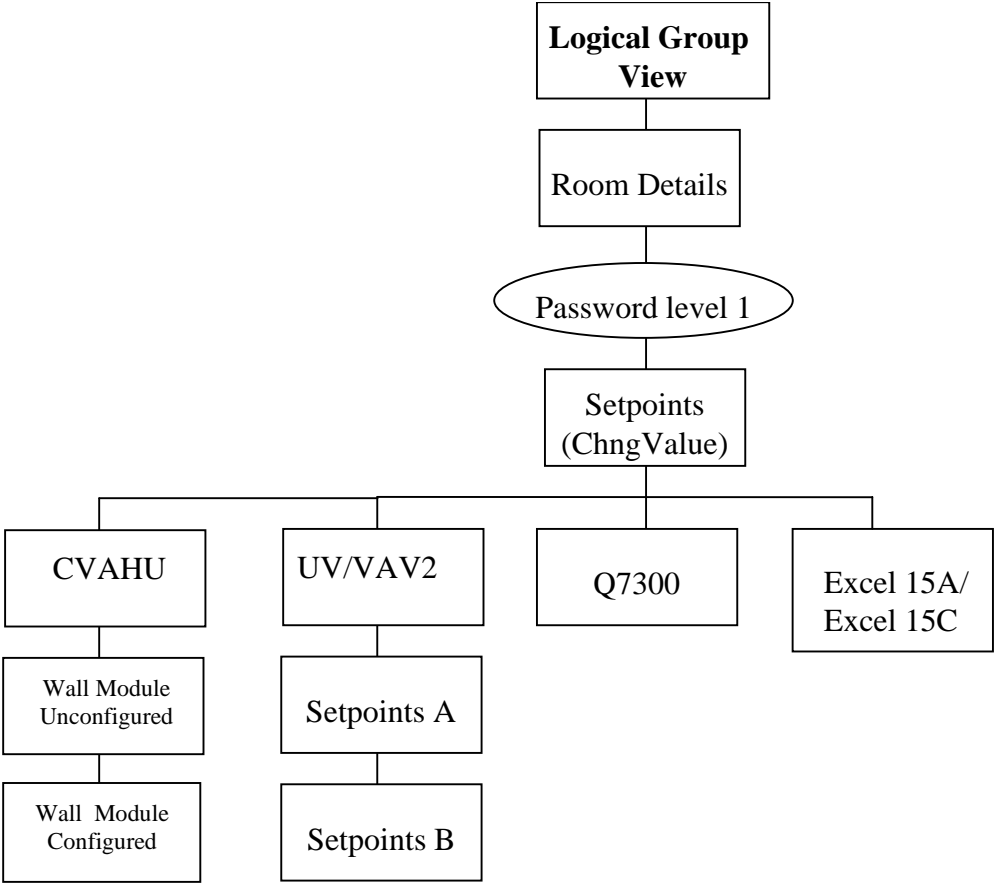 Logical Group
View
Room Details
Password level 1
Setpoints
(ChngValue)
CVAHU
UV/VAV2
Q7300
Excel 15A/
Excel 15C
Wall Module
Unconfigured
Setpoints A
Wall Module
Configured
Setpoints B